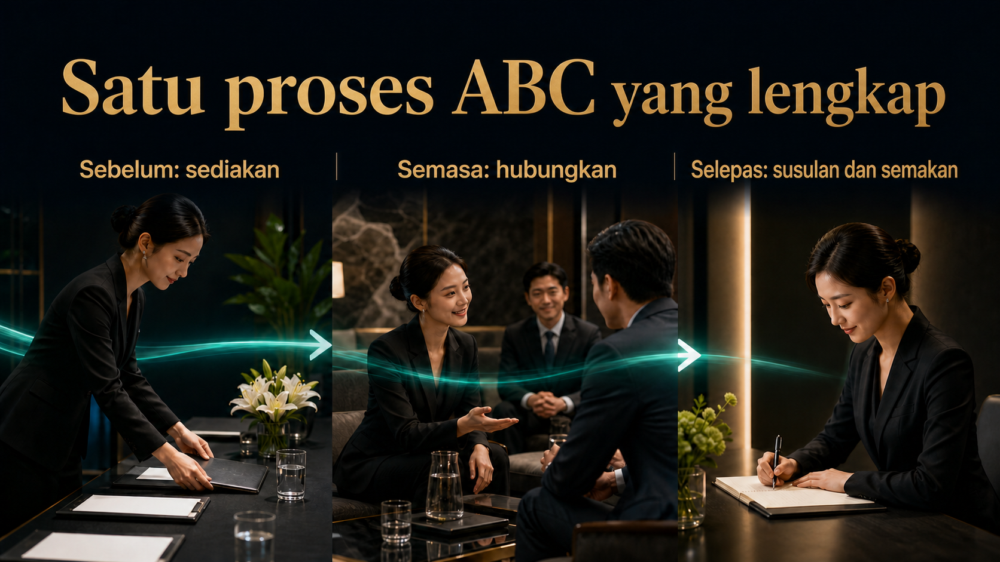 Satu proses ABC yang lengkap
Sebelum: sediakan
Semasa: hubungkan
Selepas: susulan dan semakan